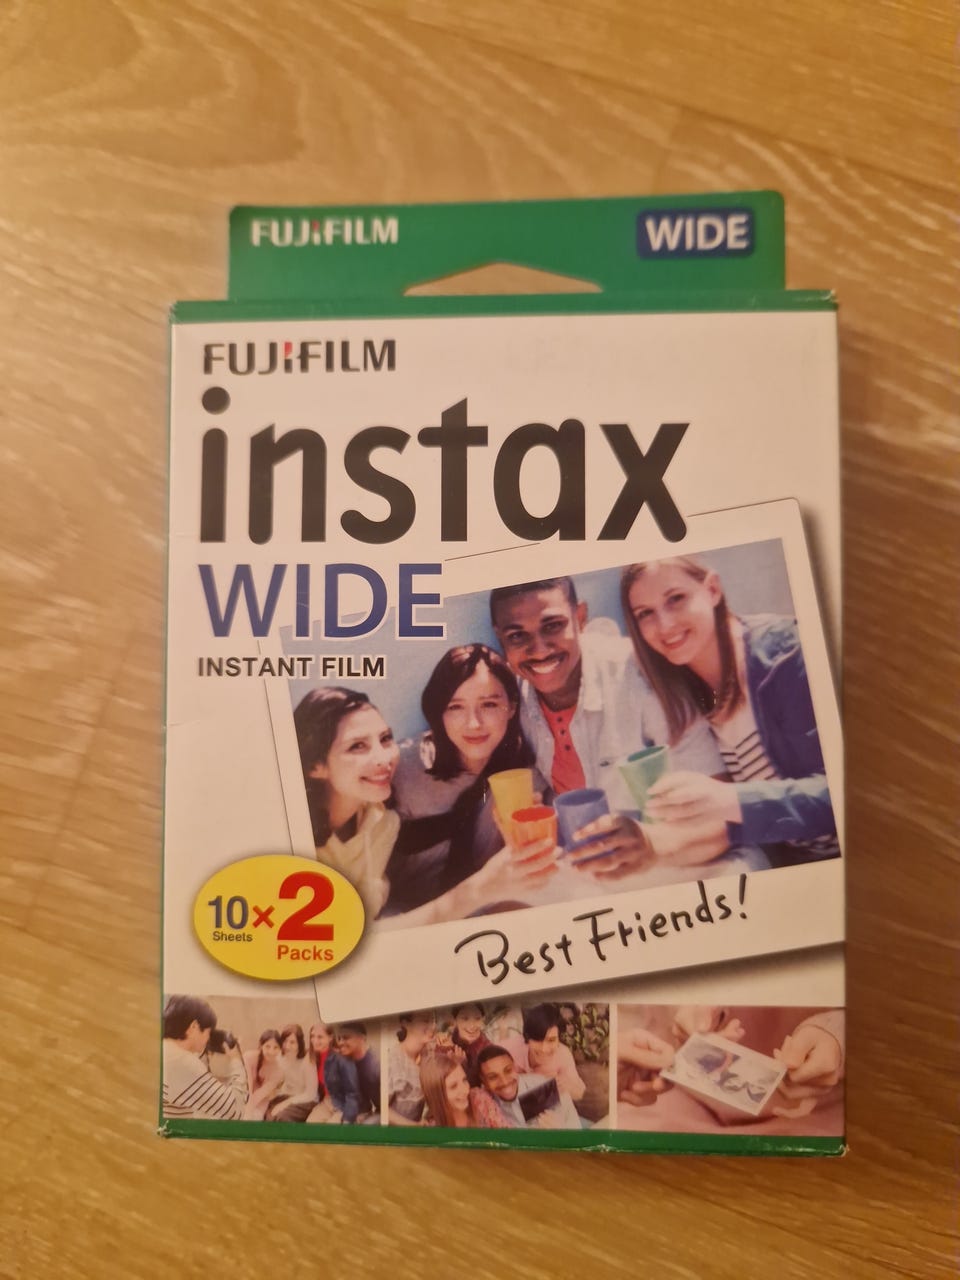 FUJIFILM
WIDE
FUJIFILM
instax
WIDE
INSTANT FILM
10 × 2
Sheets
Packs
Best Friends!